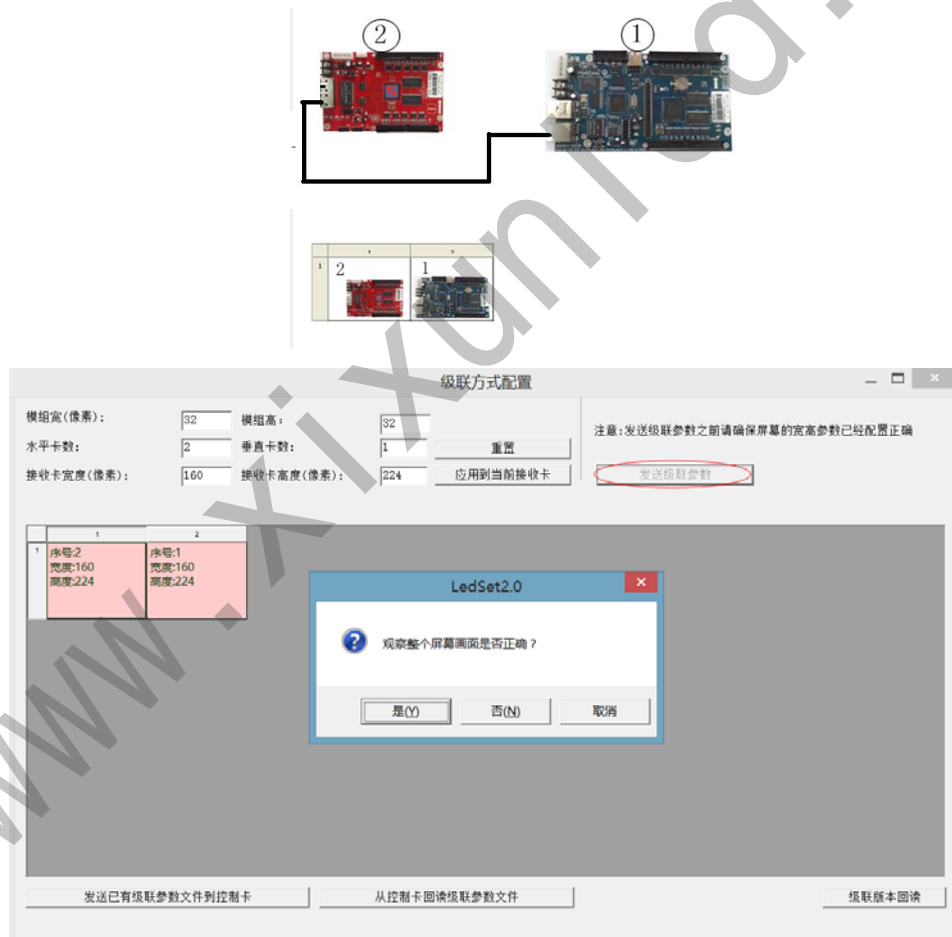 ②
①
1
2
1
2
1
级联方式配置
模组宽(像素): 32 模组高: 32
水平卡数: 2 垂直卡数: 1 重置
接收卡宽度(像素): 160 接收卡高度(像素): 224 应用到当前接收卡
注意:发送级联参数之前请确保屏幕的宽高参数已经配置正确
发送级联参数
1 2
1
序号:2
宽度:160
高度:224
序号:1
宽度:160
高度:224
LedSet2.0
观察整个屏幕画面是否正确?
是(Y) 否(N) 取消
发送已有级联参数文件到控制卡 从控制卡回读级联参数文件 级联版本回读